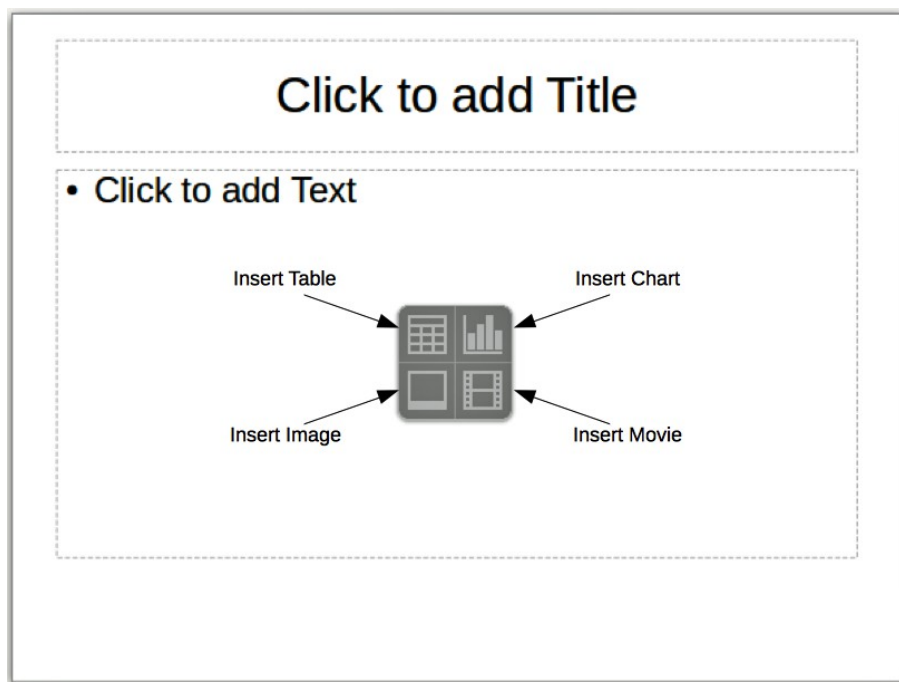 Click to add Title
• Click to add Text
Insert Table
Insert Chart
Insert Image
Insert Movie